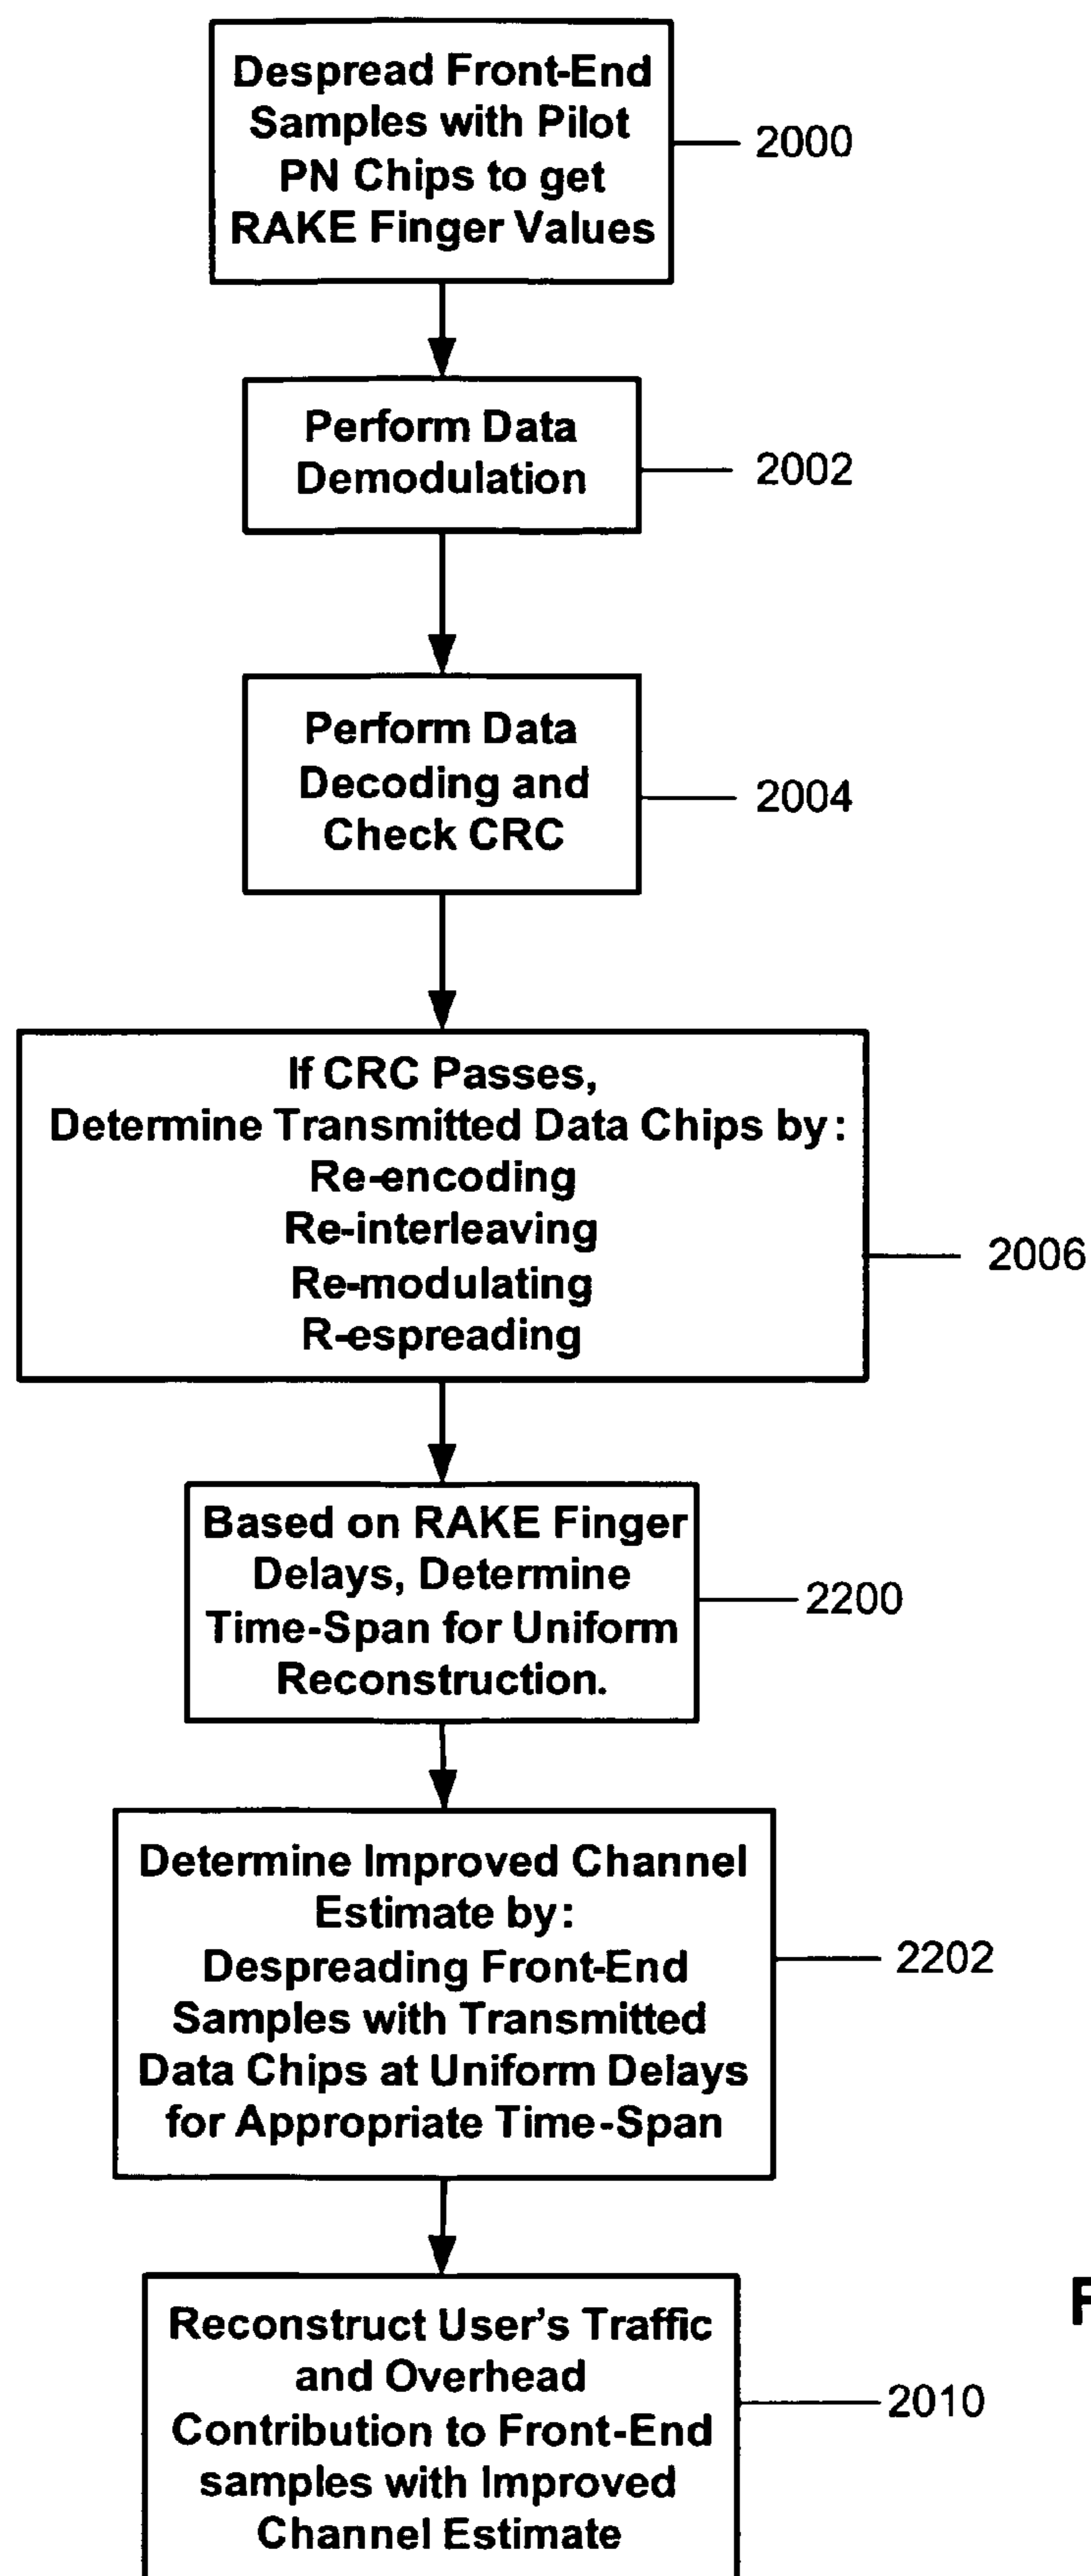 Despread Front-End
Samples with Pilot
PN Chips to get
RAKE Finger Values
2000
Perform Data
Demodulation
2002
Perform Data
Decoding and
Check CRC
2004
If CRC Passes,
Determine Transmitted Data Chips by:
Re-encoding
Re-interleaving
Re-modulating
R-espreading
2006
Based on RAKE Finger
Delays, Determine
Time-Span for Uniform
Reconstruction.
2200
Determine Improved Channel
Estimate by:
Despreading Front-End
Samples with Transmitted
Data Chips at Uniform Delays
for Appropriate Time-Span
2202
Reconstruct User's Traffic
and Overhead
Contribution to Front-End
samples with Improved
Channel Estimate
2010